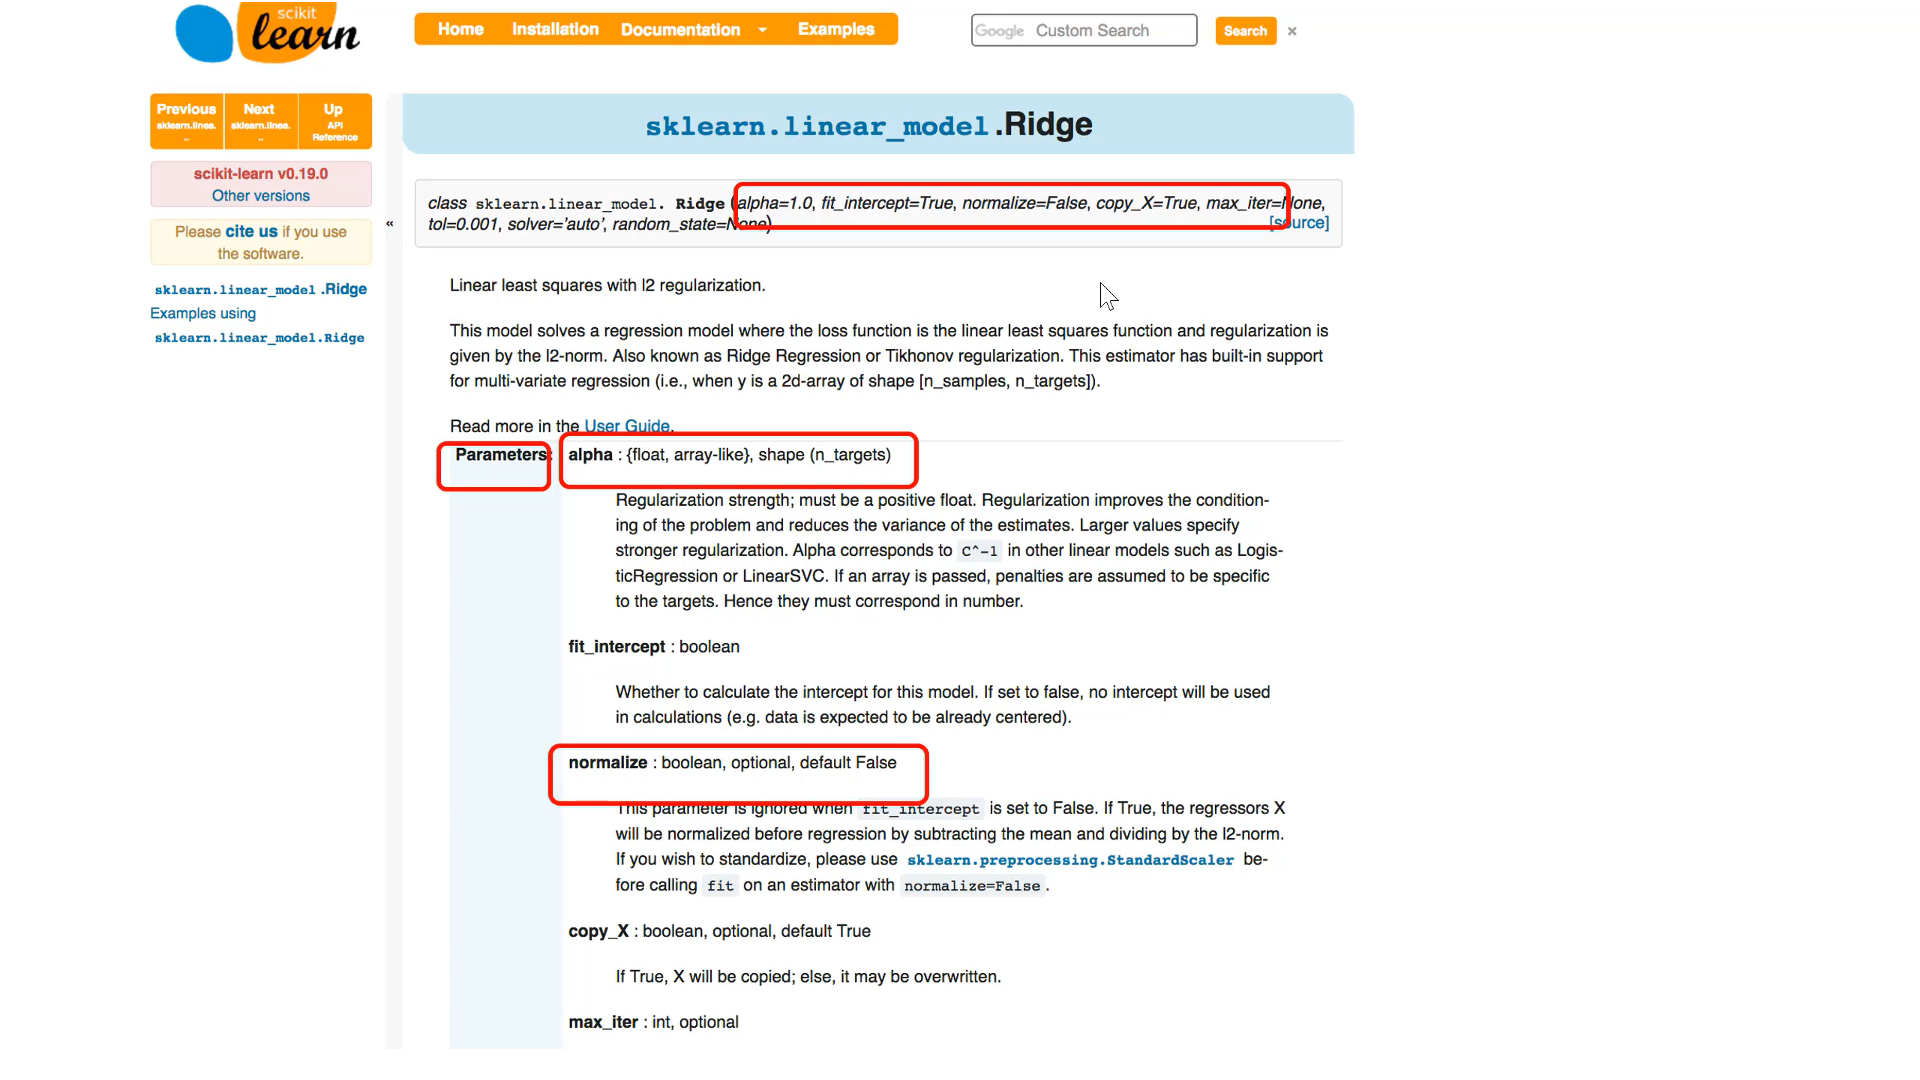 scikit
learn
Home Installation Documentation Examples
Google Custom Search
Search ×
Previous Next Up
sklearn.linea. sklearn.linea. API
.. .. Reference
scikit-learn v0.19.0
Other versions
Please cite us if you use
the software.
sklearn.linear_model .Ridge
Examples using
sklearn.linear_model.Ridge
«
sklearn.linear_model .Ridge
class sklearn.linear_model. Ridge (alpha=1.0, fit_intercept=True, normalize=False, copy_X=True, max_iter=None,
tol=0.001, solver='auto', random_state=None) [source]
Linear least squares with l2 regularization.
This model solves a regression model where the loss function is the linear least squares function and regularization is
given by the l2-norm. Also known as Ridge Regression or Tikhonov regularization. This estimator has built-in support
for multi-variate regression (i.e., when y is a 2d-array of shape [n_samples, n_targets]).
Read more in the User Guide.
Parameters: alpha : {float, array-like}, shape (n_targets)
Regularization strength; must be a positive float. Regularization improves the condition-
ing of the problem and reduces the variance of the estimates. Larger values specify
stronger regularization. Alpha corresponds to C^-1 in other linear models such as Logis-
ticRegression or LinearSVC. If an array is passed, penalties are assumed to be specific
to the targets. Hence they must correspond in number.
fit_intercept : boolean
Whether to calculate the intercept for this model. If set to false, no intercept will be used
in calculations (e.g. data is expected to be already centered).
normalize : boolean, optional, default False
This parameter is ignored when fit_intercept is set to False. If True, the regressors X
will be normalized before regression by subtracting the mean and dividing by the l2-norm.
If you wish to standardize, please use sklearn.preprocessing.StandardScaler be-
fore calling fit on an estimator with normalize=False .
copy_X : boolean, optional, default True
If True, X will be copied; else, it may be overwritten.
max_iter : int, optional